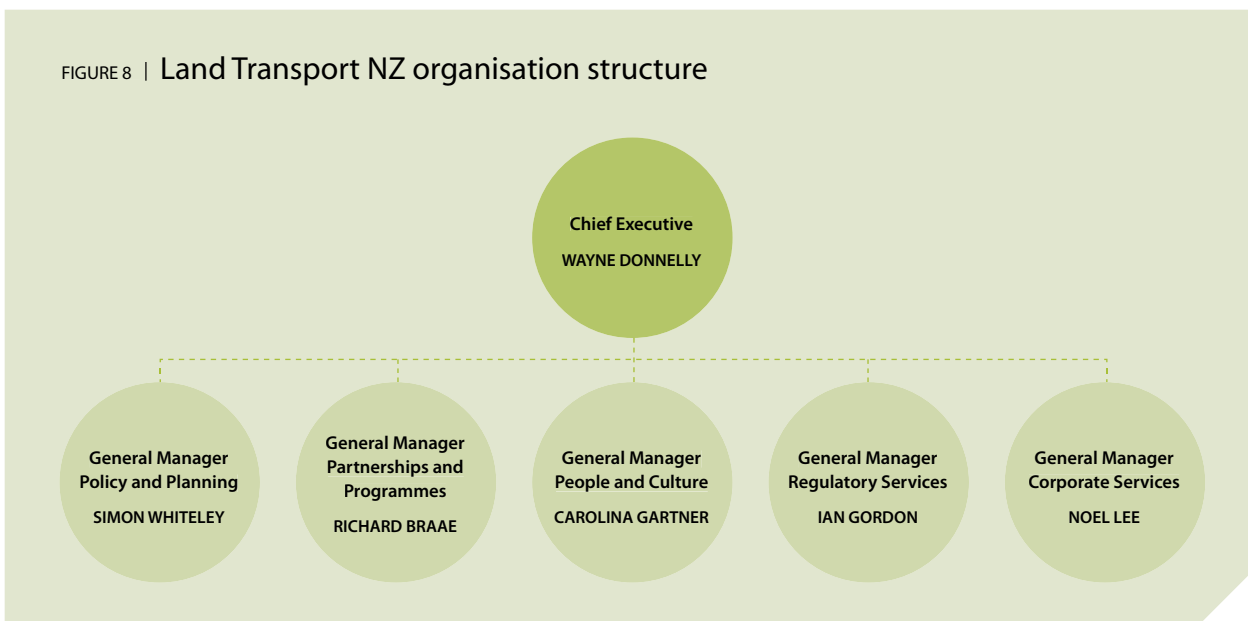 FIGURE 8 | Land Transport NZ organisation structure
Chief Executive
WAYNE DONNELLY
General Manager
Policy and Planning
SIMON WHITELEY
General Manager
Partnerships and
Programmes
RICHARD BRAAE
General Manager
People and Culture
CAROLINA GARTNER
General Manager
Regulatory Services
IAN GORDON
General Manager
Corporate Services
NOEL LEE